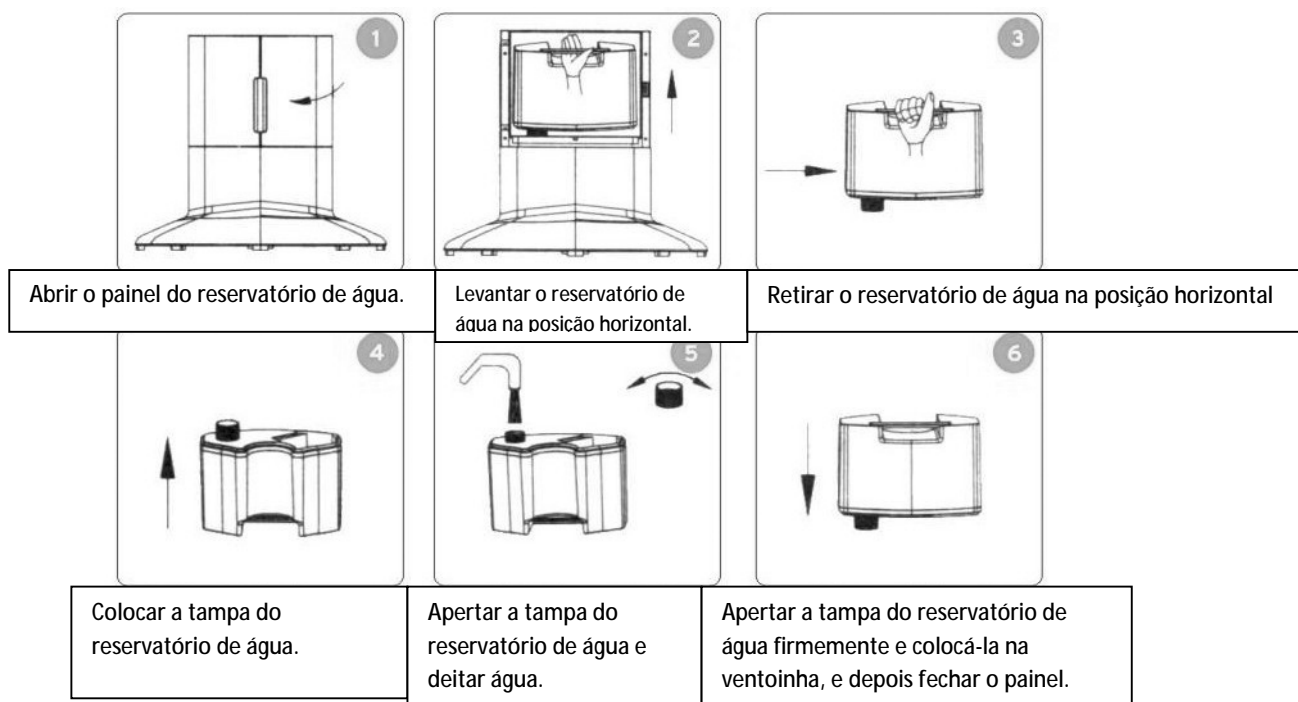 1
2
3
Abrir o painel do reservatório de água.
Levantar o reservatório de
água na posição horizontal.
Retirar o reservatório de água na posição horizontal
4
5
6
Colocar a tampa do
reservatório de água.
Apertar a tampa do
reservatório de água e
deitar água.
Apertar a tampa do reservatório de
água firmemente e colocá-la na
ventoinha, e depois fechar o painel.